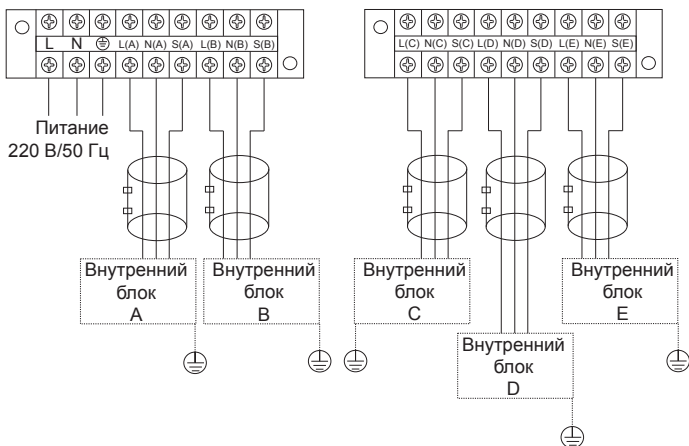 L N L(A) N(A) S(A) L(B) N(B) S(B)
L(C) N(C) S(C) L(D) N(D) S(D) L(E) N(E) S(E)
Питание
220 В/50 Гц
Внутренний
блок
A
Внутренний
блок
B
Внутренний
блок
C
Внутренний
блок
D
Внутренний
блок
E